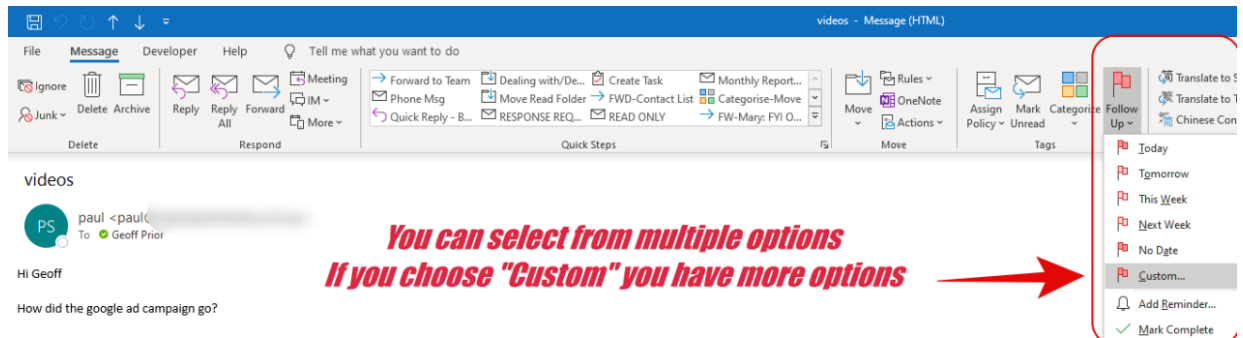 videos - Message (HTML)
File Message Developer Help Tell me what you want to do
Ignore
Junk
Delete
Archive
Reply
Reply All
Forward
Meeting
IM
More
Forward to Team
Phone Msg
Quick Reply - B...
Dealing with/De...
Move Read Folder
RESPONSE REQ...
Create Task
FWD-Contact List
READ ONLY
Monthly Report...
Categorise-Move
FW-Mary: FYI O...
Move
Rules
OneNote
Actions
Assign Policy
Mark Unread
Categorize
Follow Up
Translate to
Translate to
Chinese
Delete Respond Quick Steps Move Tags
Today
Tomorrow
This Week
Next Week
No Date
Custom...
Add Reminder...
Mark Complete
videos
PS
paul <paul
To Geoff Prior
You can select from multiple options
If you choose "Custom" you have more options
Hi Geoff
How did the google ad campaign go?